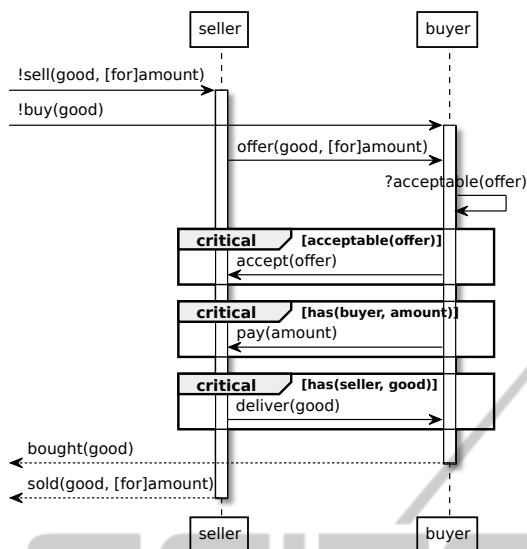 seller
buyer
!sell(good, [for]amount)
!buy(good)
offer(good, [for]amount)
?acceptable(offer)
critical [acceptable(offer)]
accept(offer)
critical [has(buyer, amount)]
pay(amount)
critical [has(seller, good)]
deliver(good)
bought(good)
sold(good, [for]amount)
seller
buyer